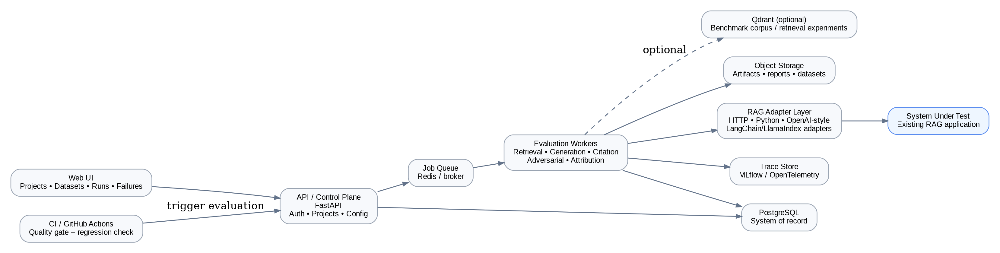 Qdrant (optional)
Benchmark corpus / retrieval experiments
optional
Object Storage
Artifacts • reports • datasets
RAG Adapter Layer
HTTP • Python • OpenAI-style
LangChain/LlamaIndex adapters
System Under Test
Existing RAG application
Evaluation Workers
Retrieval • Generation • Citation
Adversarial • Attribution
Job Queue
Redis / broker
Trace Store
MLflow / OpenTelemetry
Web UI
Projects • Datasets • Runs • Failures
trigger evaluation
API / Control Plane
FastAPI
Auth • Projects • Config
PostgreSQL
System of record
CI / GitHub Actions
Quality gate + regression check